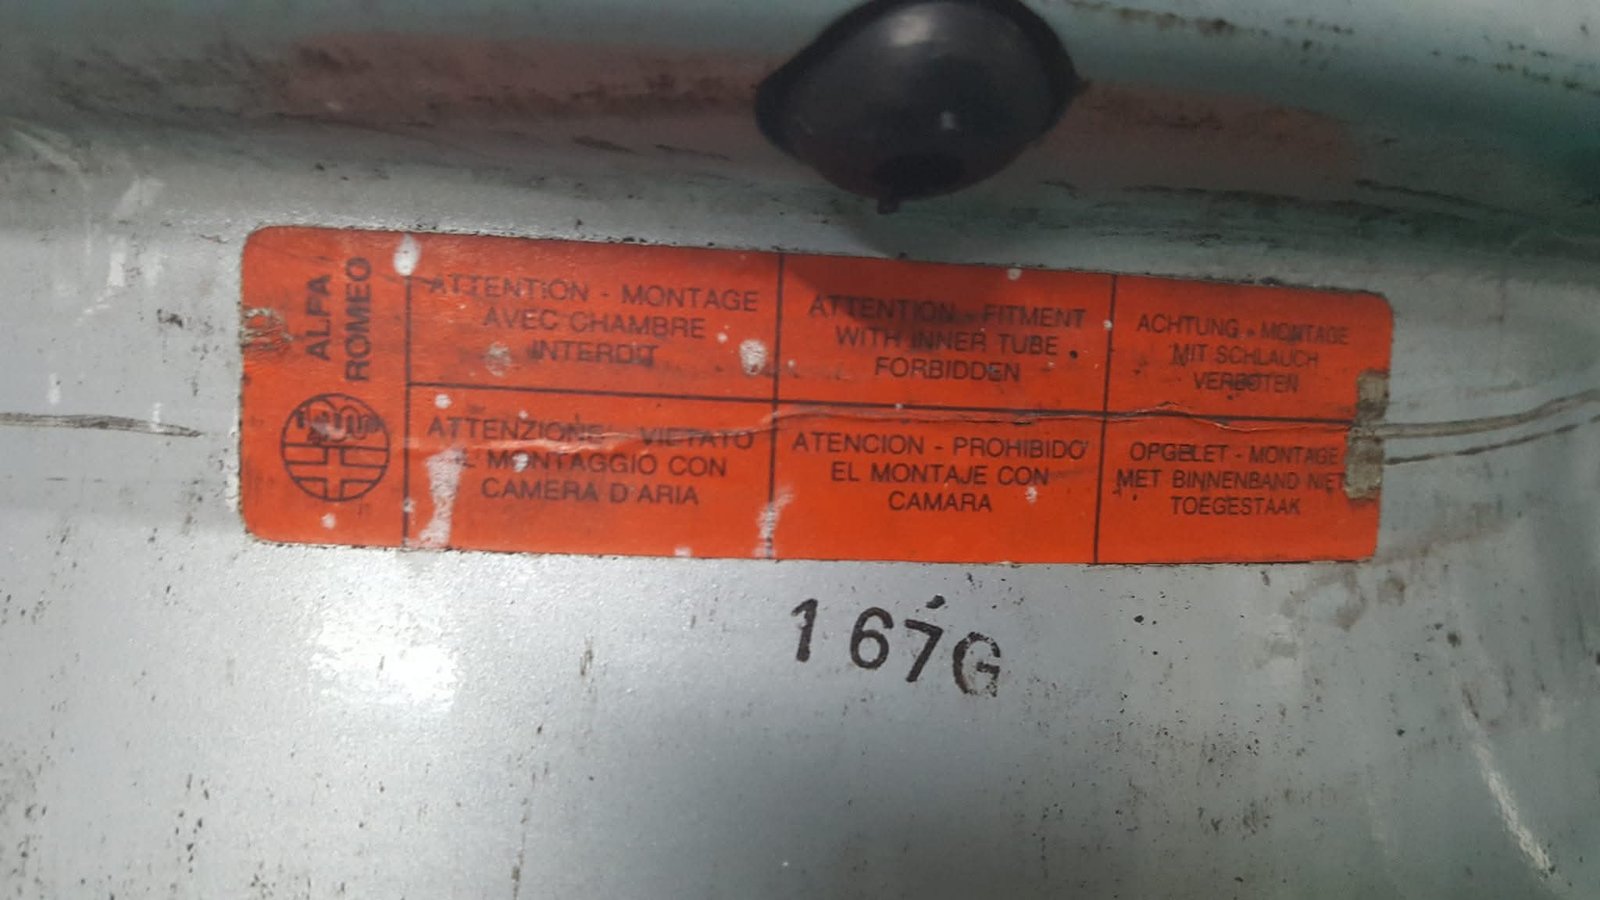 ALFA
ROMEO
ATTENTION - MONTAGE
AVEC CHAMBRE
INTERDIT
ATTENTION - FITMENT
WITH INNER TUBE
FORBIDDEN
ACHTUNG - MONTAGE
MIT SCHLAUCH
VERBOTEN
ATTENZIONE - VIETATO
IL MONTAGGIO CON
CAMERA D'ARIA
ATENCION - PROHIBIDO
EL MONTAJE CON
CAMARA
OPGELET - MONTAGE
MET BINNENBAND NIET
TOEGESTAAK
167G